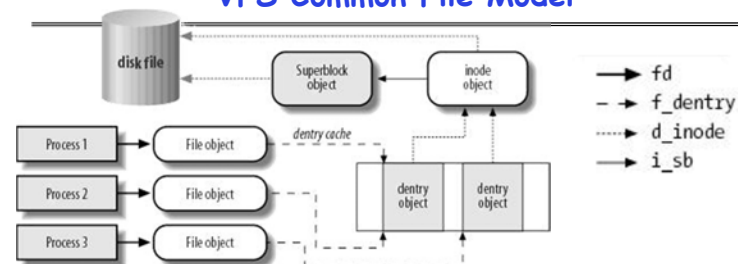 VFS Common File Model
disk file
Superblock
object
inode
object
fd
f_dentry
d_inode
i_sb
Process 1
File object
dentry cache
Process 2
File object
dentry
object
dentry
object
Process 3
File object